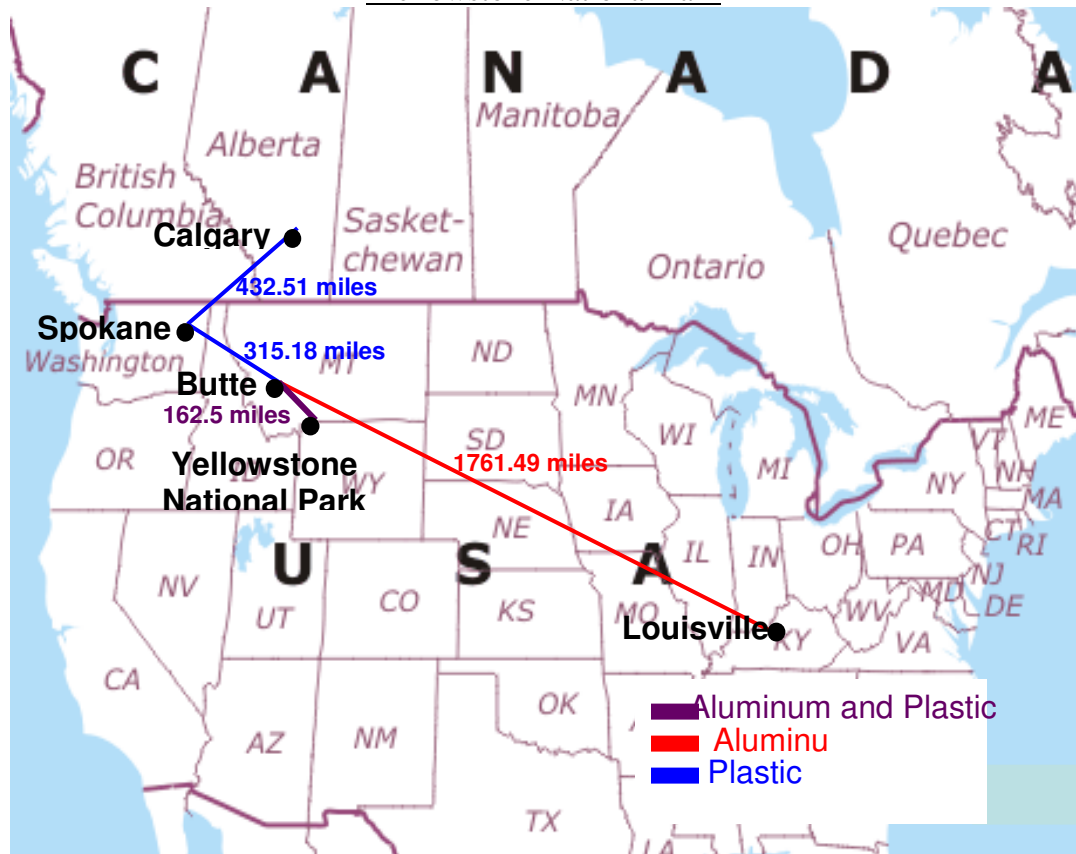 C A N A D A
Manitoba
Alberta
British
Columbia
Sasket-
chewan
Calgary
Quebec
Ontario
432.51 miles
Spokane
Washington
315.18 miles
MT
ND
Butte
162.5 miles
MN
ME
OR
ID
Yellowstone
National Park
WY
SD
1761.49 miles
WI
MI
VT
NH
NY
MA
CT
RI
IA
NE
IL
IN
OH
PA
NJ
MD
DE
U S A
NV
UT
CO
KS
MO
WV
VA
Louisville
KY
CA
AZ
NM
OK
TX
LA
Aluminum and Plastic
Aluminu
Plastic